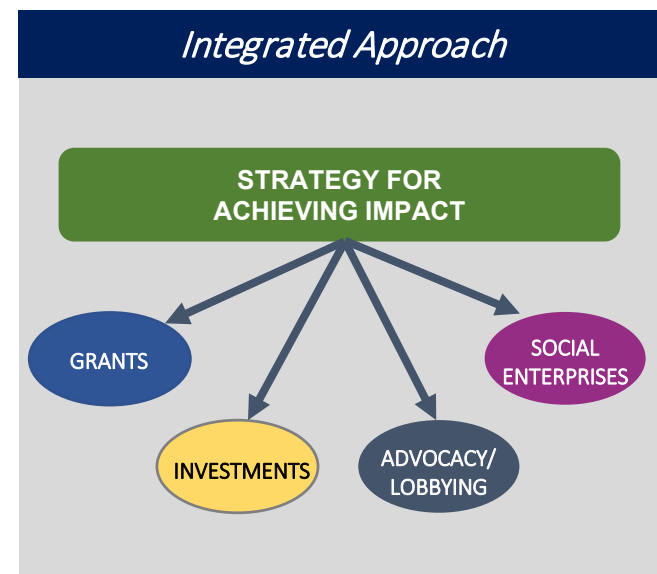 Integrated Approach
STRATEGY FOR
ACHIEVING IMPACT
GRANTS
SOCIAL
ENTERPRISES
INVESTMENTS
ADVOCACY/
LOBBYING